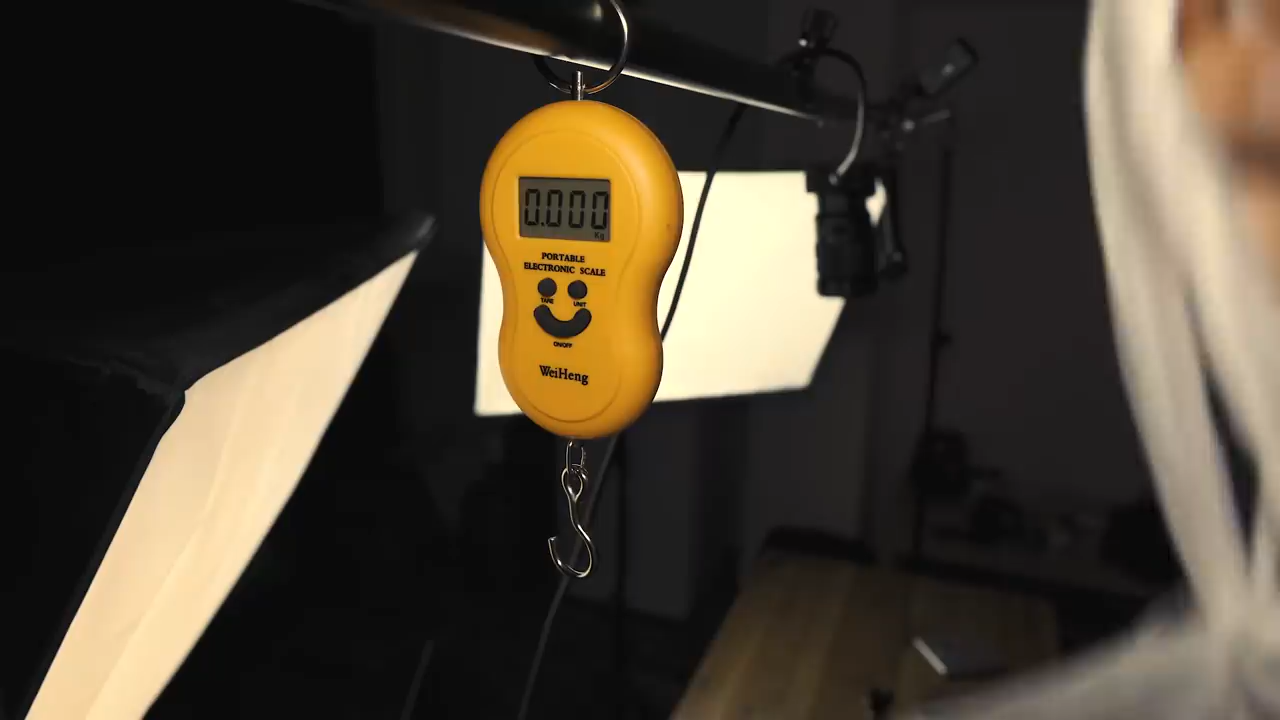 0.000
Kg
PORTABLE
ELECTRONIC SCALE
TARE UNIT
ON/OFF
WeiHeng